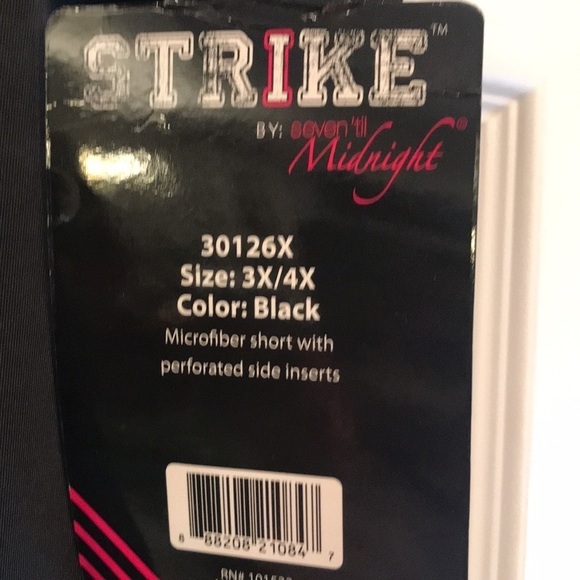 STRIKE™
BY: seven 'til
Midnight®
30126X
Size: 3X/4X
Color: Black
Microfiber short with
perforated side inserts
8 88208 21084 7
RN#